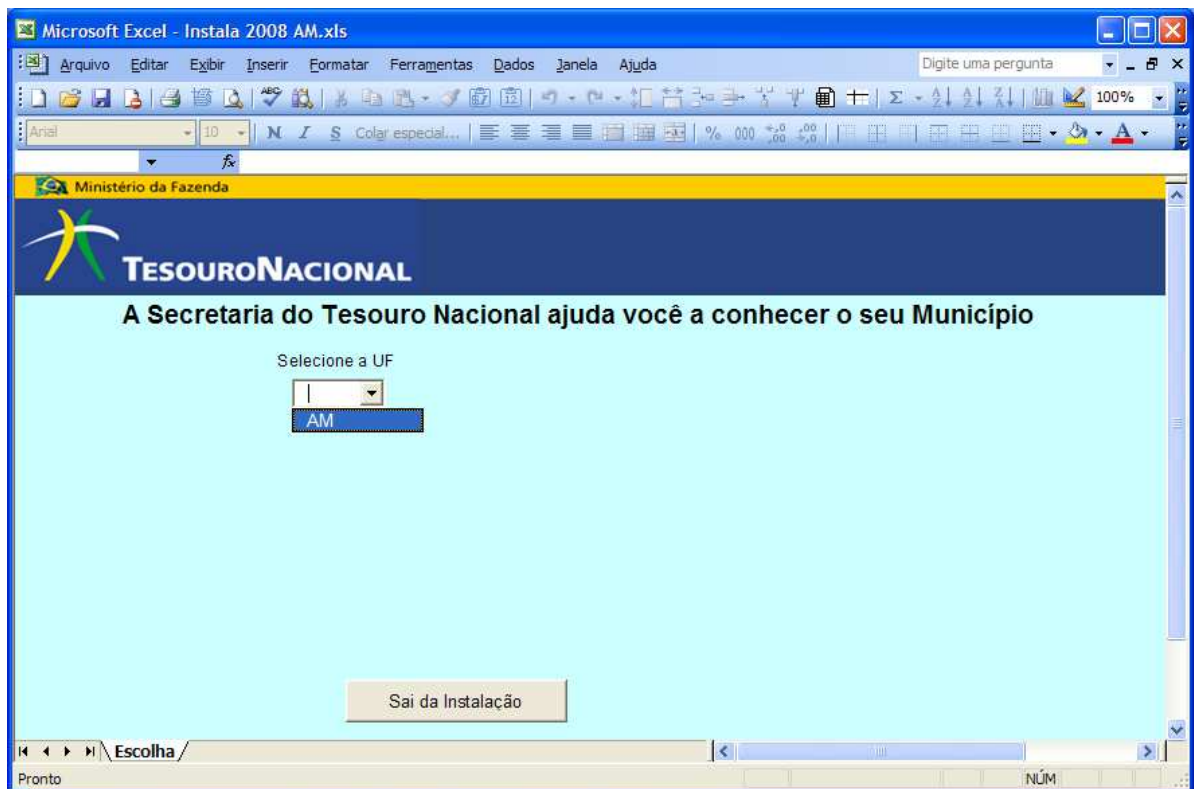 Microsoft Excel - Instala 2008 AM.xls
Arquivo Editar Exibir Inserir Formatar Ferramentas Dados Janela Ajuda Digite uma pergunta
Colar especial... 100%
Arial 10 N I S % 000
fx
Ministério da Fazenda
TESOURONACIONAL
A Secretaria do Tesouro Nacional ajuda você a conhecer o seu Município
Selecione a UF
AM
Sai da Instalação
Escolha
Pronto NÚM